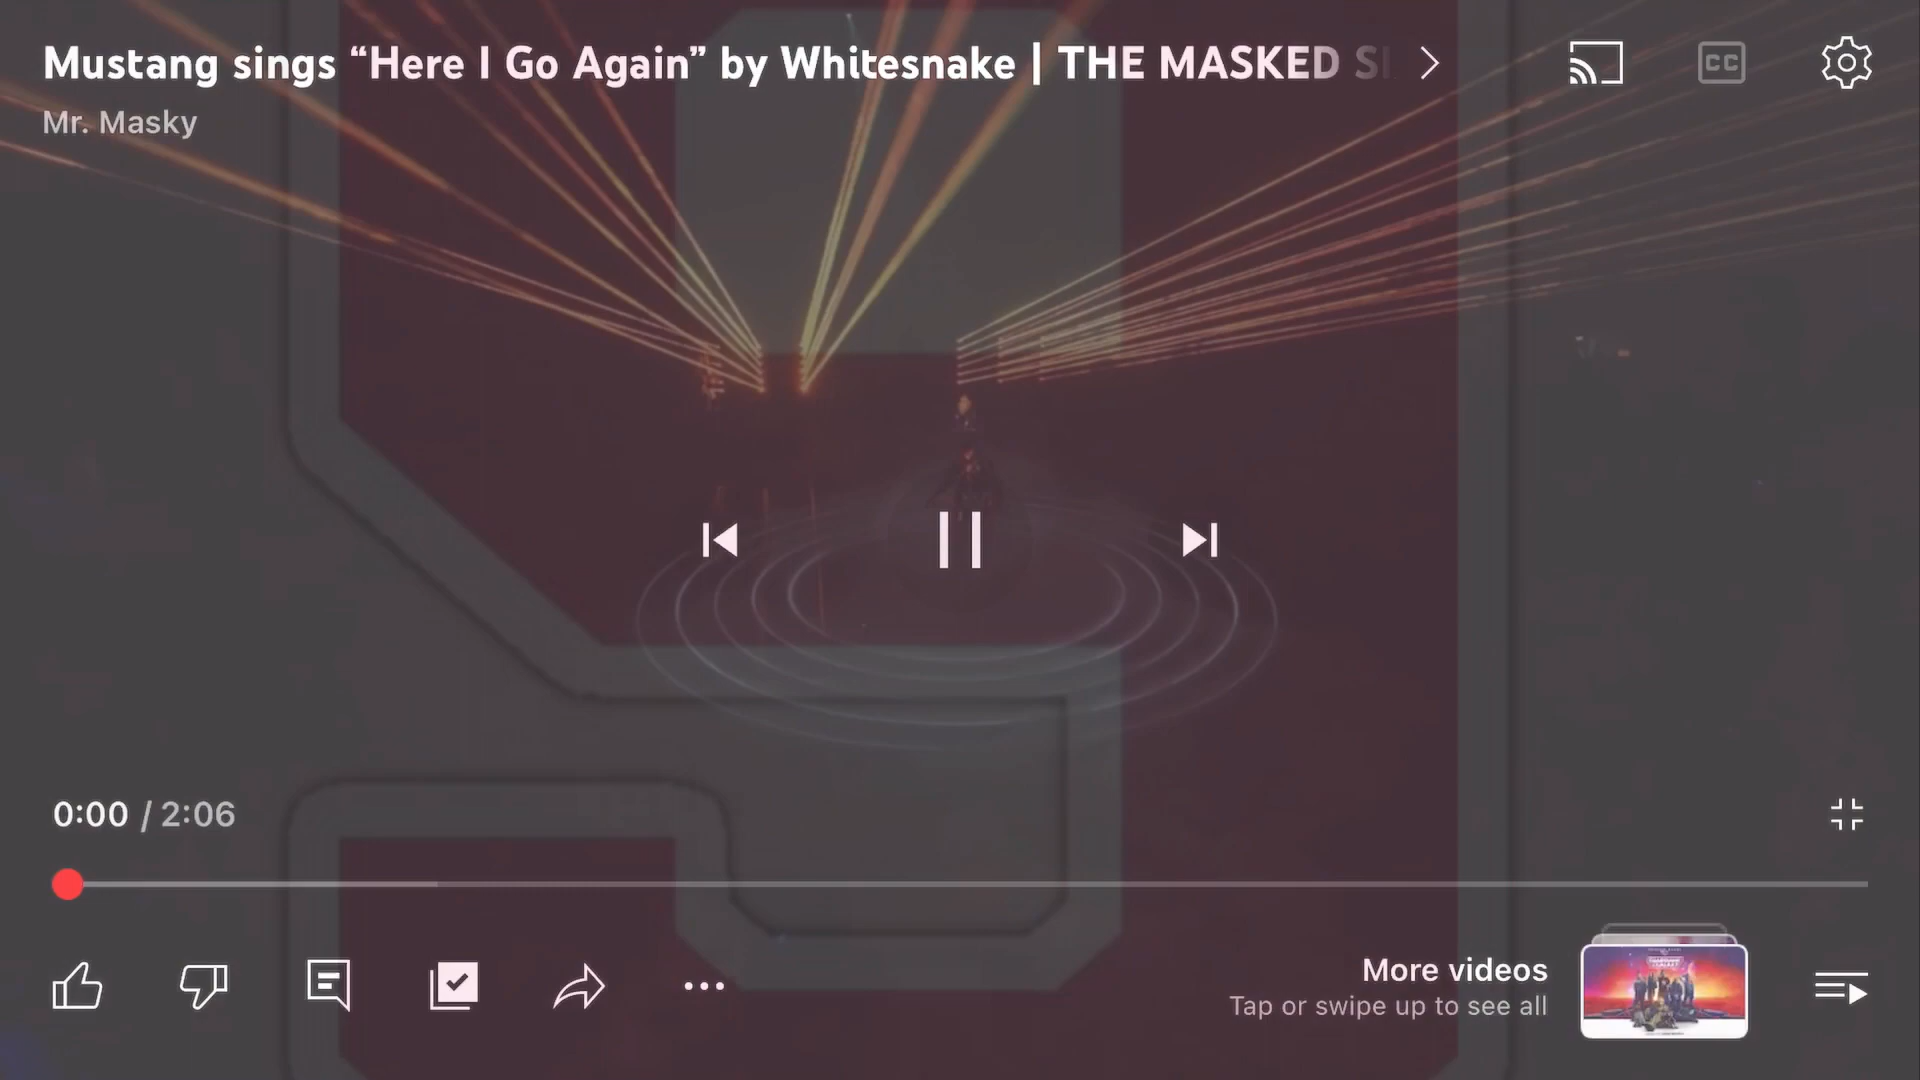 Mustang sings “Here I Go Again” by Whitesnake | THE MASKED
Mr. Masky
CC
0:00 / 2:06
More videos
Tap or swipe up to see all